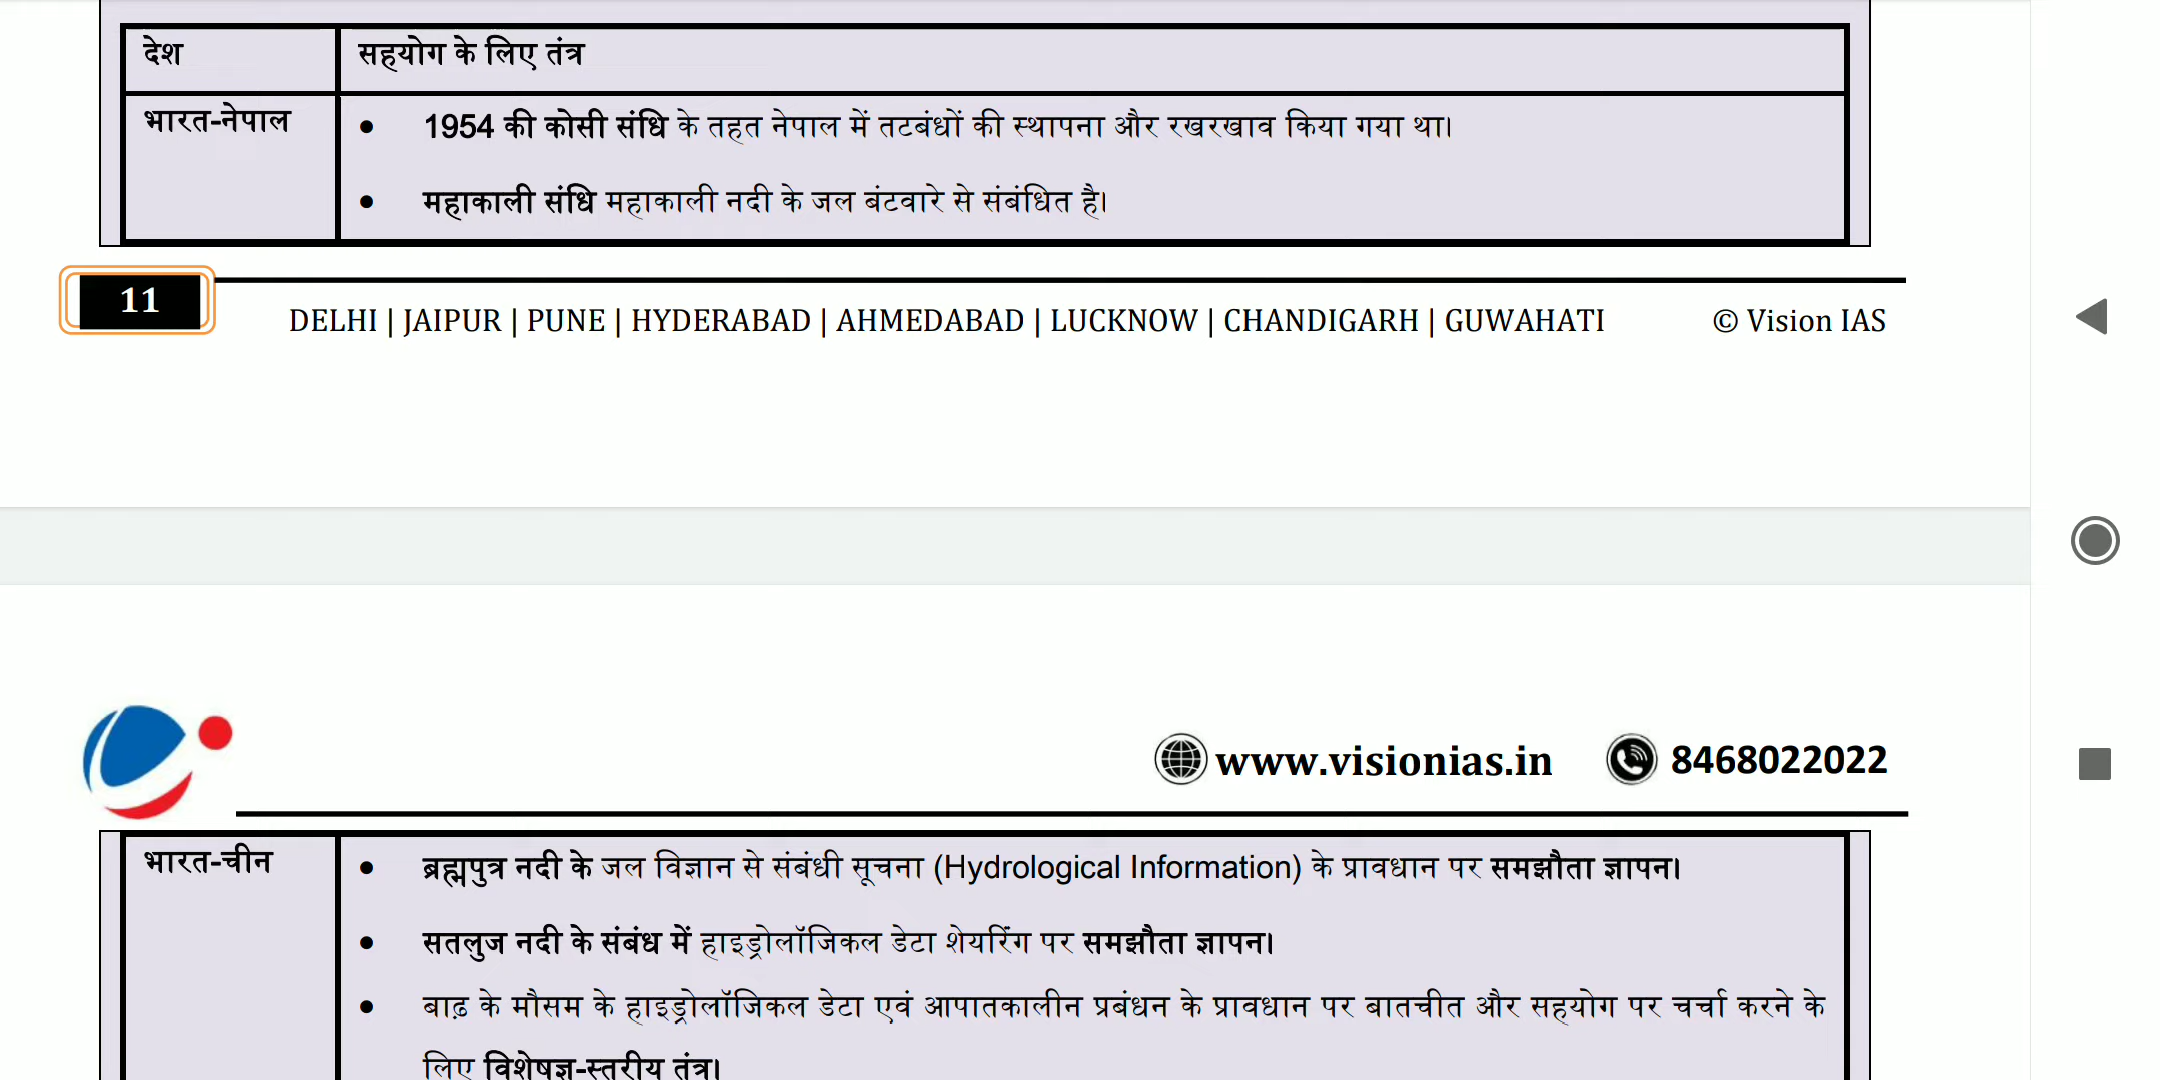 देश
सहयोग के लिए तंत्र
भारत-नेपाल
● 1954 की कोसी संधि के तहत नेपाल में तटबंधों की स्थापना और रखरखाव किया गया था।
● महाकाली संधि महाकाली नदी के जल बंटवारे से संबंधित है।
11
DELHI | JAIPUR | PUNE | HYDERABAD | AHMEDABAD | LUCKNOW | CHANDIGARH | GUWAHATI
© Vision IAS
www.visionias.in
8468022022
भारत-चीन
● ब्रह्मपुत्र नदी के जल विज्ञान से संबंधी सूचना (Hydrological Information) के प्रावधान पर समझौता ज्ञापन।
● सतलुज नदी के संबंध में हाइड्रोलॉजिकल डेटा शेयरिंग पर समझौता ज्ञापन।
● बाढ़ के मौसम के हाइड्रोलॉजिकल डेटा एवं आपातकालीन प्रबंधन के प्रावधान पर बातचीत और सहयोग पर चर्चा करने के
लिए विशेषज्ञ-स्तरीय तंत्र।